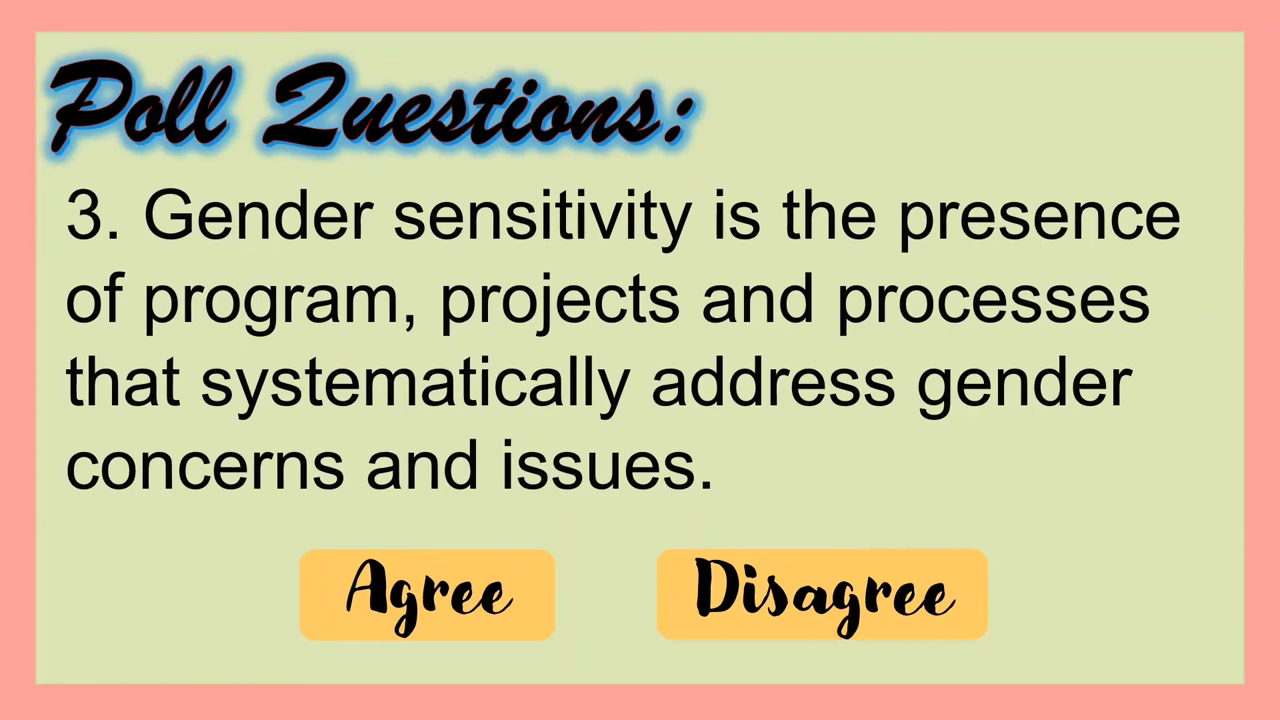 Poll Questions:
3. Gender sensitivity is the presence
of program, projects and processes
that systematically address gender
concerns and issues.
Agree
Disagree